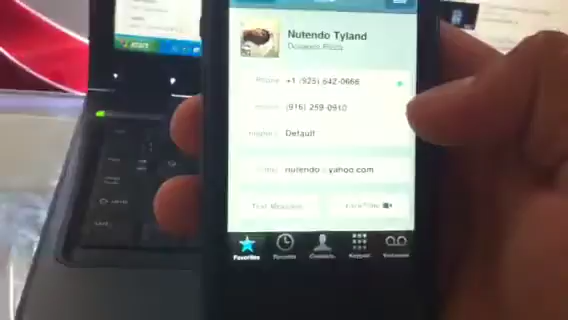 start
Nutendo Tyland
Phone +1 (925) 642-0666
(916) 259-0910
Default
nutendo yahoo.com
Text Message FaceTime
Favorites Recents Contacts Keypad Voicemail